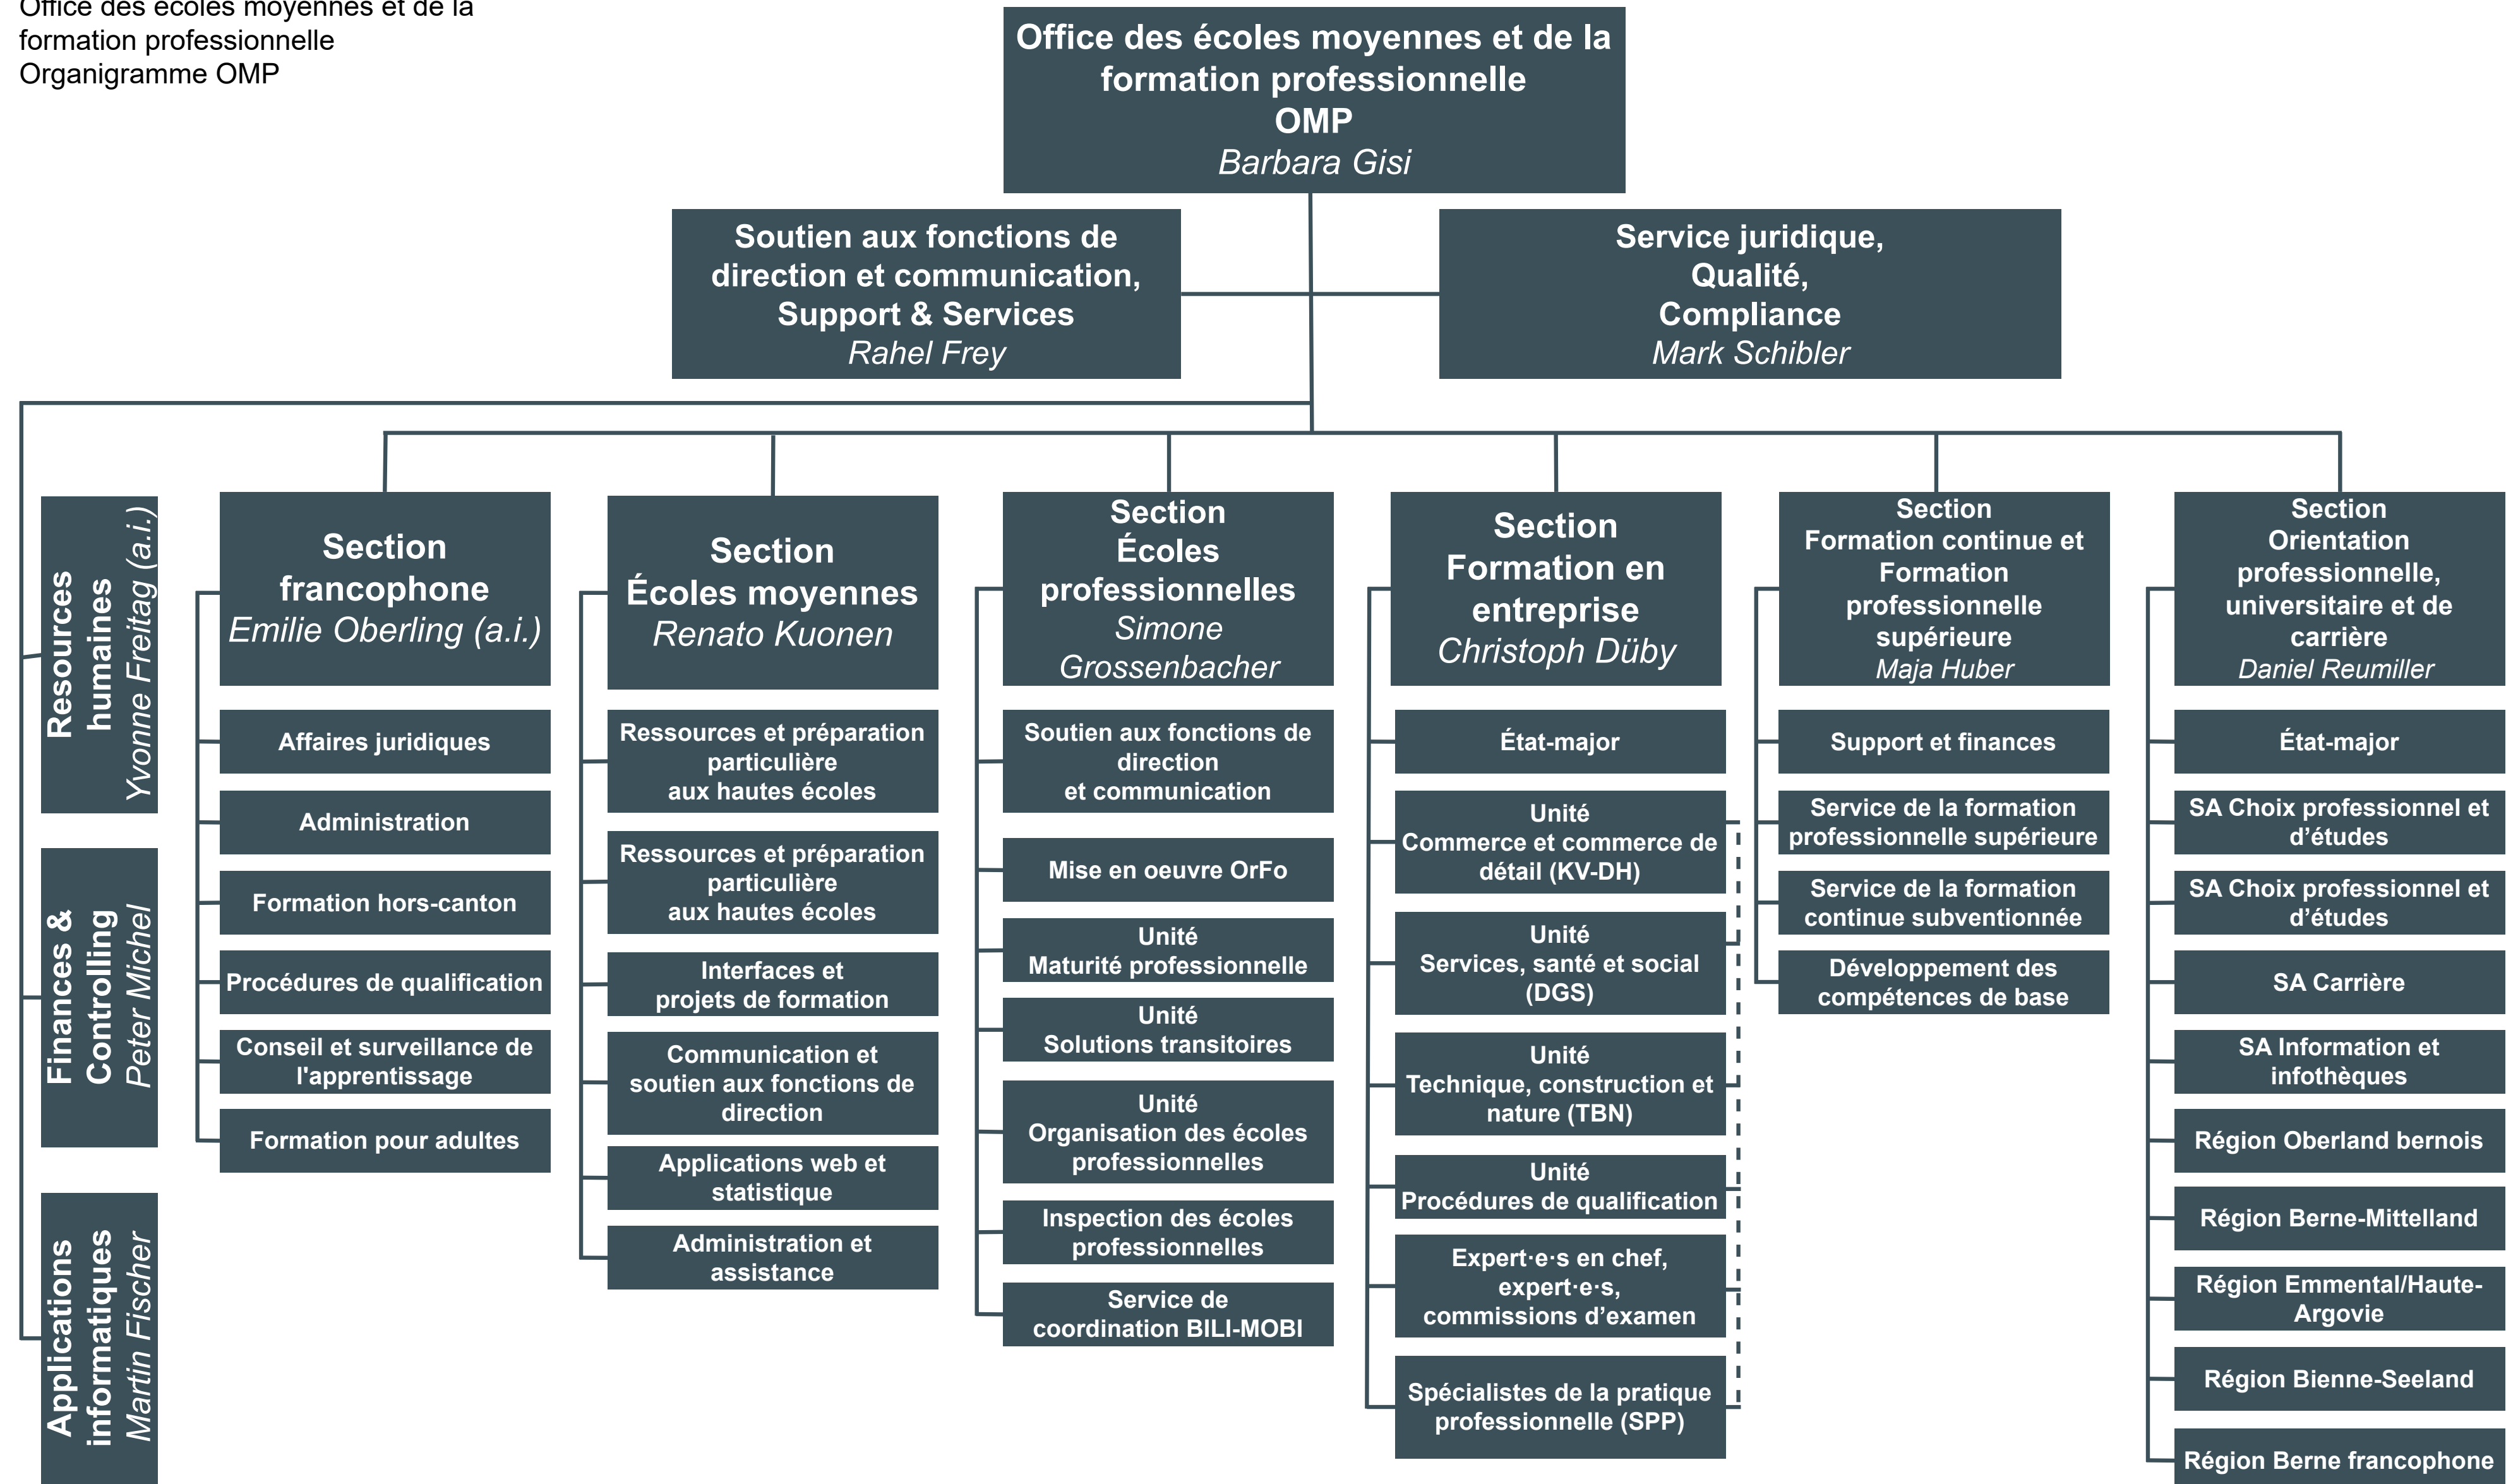 Office des écoles moyennes et de la
formation professionnelle
Organigramme OMP
Office des écoles moyennes et de la
formation professionnelle
OMP
Barbara Gisi
Soutien aux fonctions de
direction et communication,
Support & Services
Rahel Frey
Service juridique,
Qualité,
Compliance
Mark Schibler
Resources
humaines
Yvonne Freitag (a.i.)
Finances &
Controlling
Peter Michel
Applications
informatiques
Martin Fischer
Section
francophone
Emilie Oberling (a.i.)
Affaires juridiques
Administration
Formation hors-canton
Procédures de qualification
Conseil et surveillance de
l'apprentissage
Formation pour adultes
Section
Écoles moyennes
Renato Kuonen
Ressources et préparation
particulière
aux hautes écoles
Ressources et préparation
particulière
aux hautes écoles
Interfaces et
projets de formation
Communication et
soutien aux fonctions de
direction
Applications web et
statistique
Administration et
assistance
Section
Écoles
professionnelles
Simone
Grossenbacher
Soutien aux fonctions de
direction
et communication
Mise en oeuvre OrFo
Unité
Maturité professionnelle
Unité
Solutions transitoires
Unité
Organisation des écoles
professionnelles
Inspection des écoles
professionnelles
Service de
coordination BILI-MOBI
Section
Formation en
entreprise
Christoph Düby
État-major
Unité
Commerce et commerce de
détail (KV-DH)
Unité
Services, santé et social
(DGS)
Unité
Technique, construction et
nature (TBN)
Unité
Procédures de qualification
Expert·e·s en chef,
expert·e·s,
commissions d’examen
Spécialistes de la pratique
professionnelle (SPP)
Section
Formation continue et
Formation
professionnelle
supérieure
Maja Huber
Support et finances
Service de la formation
professionnelle supérieure
Service de la formation
continue subventionnée
Développement des
compétences de base
Section
Orientation
professionnelle,
universitaire et de
carrière
Daniel Reumiller
État-major
SA Choix professionnel et
d’études
SA Choix professionnel et
d’études
SA Carrière
SA Information et
infothèques
Région Oberland bernois
Région Berne-Mittelland
Région Emmental/Haute-
Argovie
Région Bienne-Seeland
Région Berne francophone